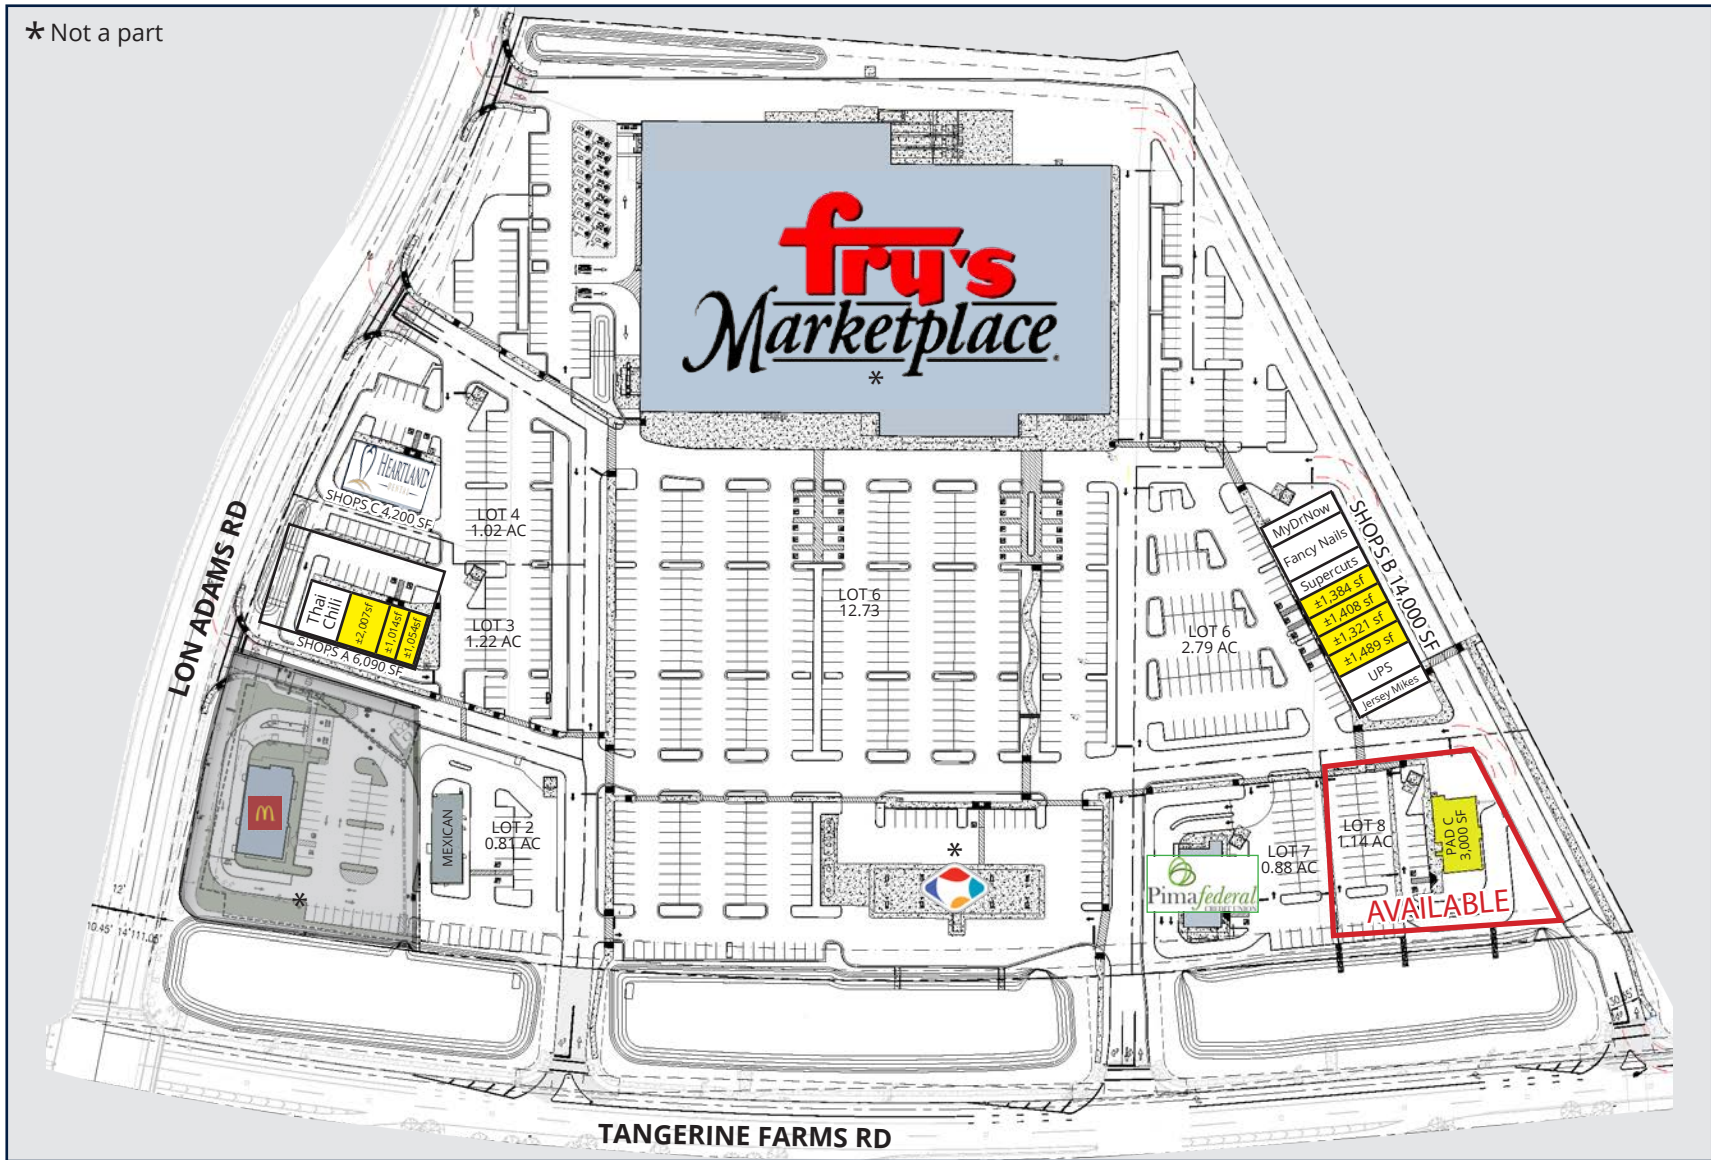 * Not a part
fry's
Marketplace
*
HEARTLAND
DENTAL
SHOPS C 4,200 SF
LOT 4
1.02 AC
LON ADAMS RD
Thai
Chili
±2,007sf
±1,014sf
±1,054sf
SHOPS A 6,090 SF
LOT 3
1.22 AC
LOT 6
12.73
LOT 6
2.79 AC
MyDrNow
Fancy Nails
Supercuts
±1,384 sf
±1,408 sf
±1,321 sf
±1,489 sf
UPS
Jersey Mikes
SHOPS B 14,000 SF
MEXICAN
LOT 2
0.81 AC
*
*
Pimafederal
CREDIT UNION
LOT 7
0.88 AC
LOT 8
1.14 AC
PAD C
3,000 SF
AVAILABLE
12'
TANGERINE FARMS RD